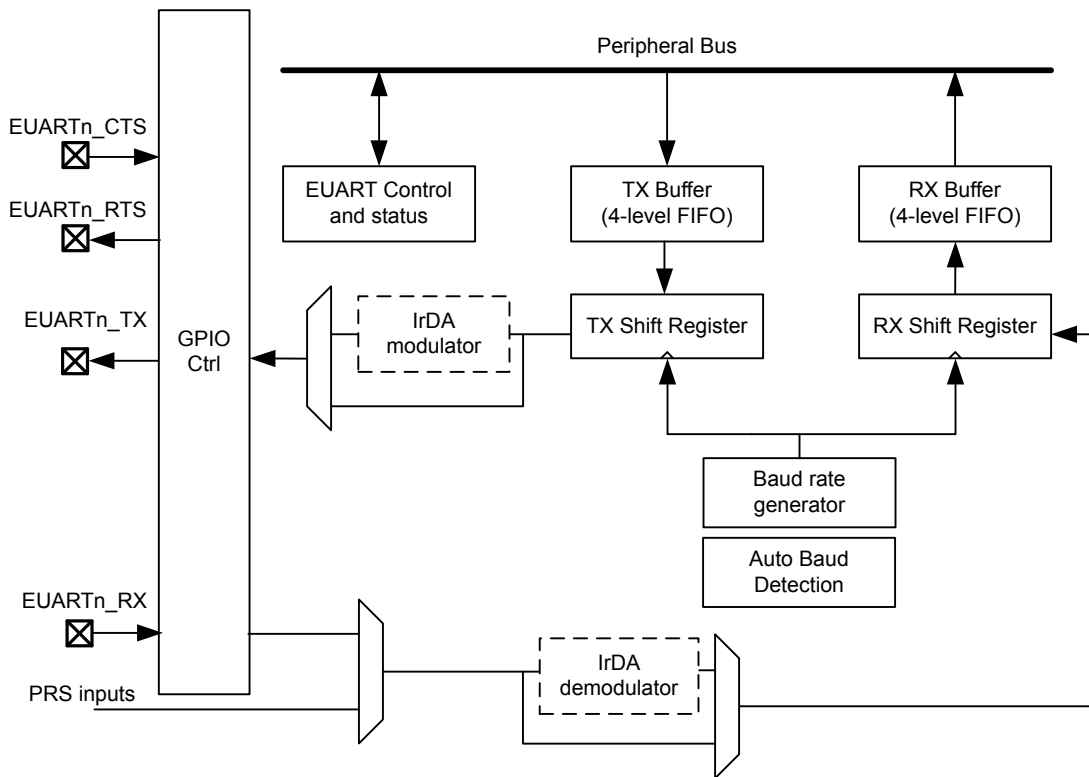 Peripheral Bus
EUARTn_CTS
EUART Control
and status
TX Buffer
(4-level FIFO)
RX Buffer
(4-level FIFO)
EUARTn_RTS
EUARTn_TX
GPIO
Ctrl
IrDA
modulator
TX Shift Register
RX Shift Register
Baud rate
generator
Auto Baud
Detection
EUARTn_RX
IrDA
demodulator
PRS inputs